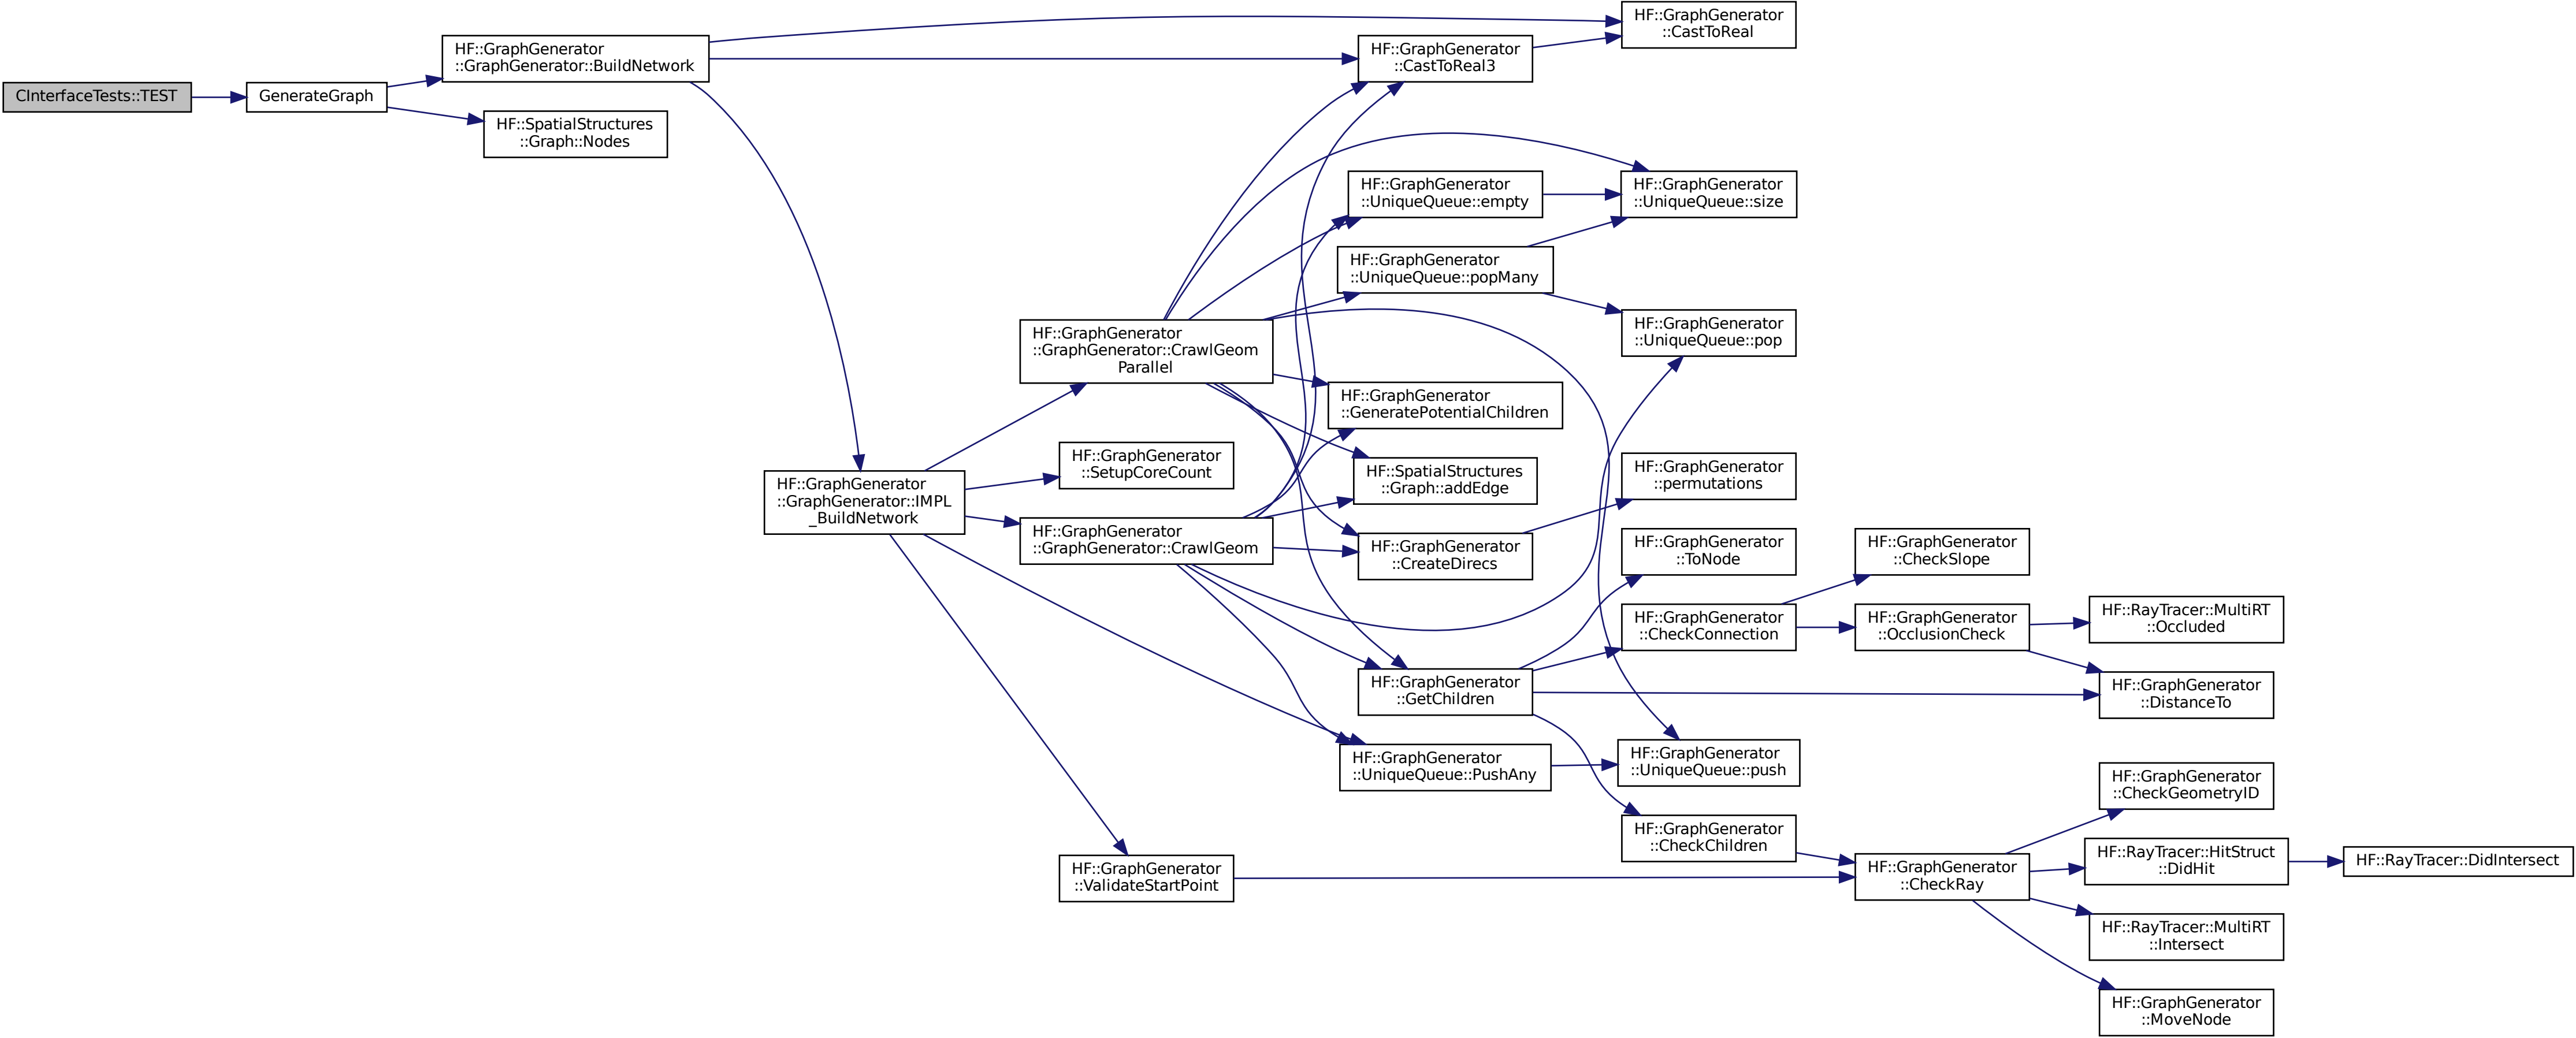 CInterfaceTests::TEST
GenerateGraph
HF::GraphGenerator
::GraphGenerator::BuildNetwork
HF::SpatialStructures
::Graph::Nodes
HF::GraphGenerator
::GraphGenerator::IMPL
_BuildNetwork
HF::GraphGenerator
::GraphGenerator::CrawlGeom
Parallel
HF::GraphGenerator
::SetupCoreCount
HF::GraphGenerator
::GraphGenerator::CrawlGeom
HF::GraphGenerator
::ValidateStartPoint
HF::GraphGenerator
::CastToReal3
HF::GraphGenerator
::UniqueQueue::empty
HF::GraphGenerator
::UniqueQueue::popMany
HF::GraphGenerator
::GeneratePotentialChildren
HF::SpatialStructures
::Graph::addEdge
HF::GraphGenerator
::CreateDirecs
HF::GraphGenerator
::GetChildren
HF::GraphGenerator
::UniqueQueue::PushAny
HF::GraphGenerator
::CastToReal
HF::GraphGenerator
::UniqueQueue::size
HF::GraphGenerator
::UniqueQueue::pop
HF::GraphGenerator
::permutations
HF::GraphGenerator
::ToNode
HF::GraphGenerator
::CheckConnection
HF::GraphGenerator
::UniqueQueue::push
HF::GraphGenerator
::CheckChildren
HF::GraphGenerator
::CheckSlope
HF::GraphGenerator
::OcclusionCheck
HF::GraphGenerator
::CheckRay
HF::RayTracer::MultiRT
::Occluded
HF::GraphGenerator
::DistanceTo
HF::GraphGenerator
::CheckGeometryID
HF::RayTracer::HitStruct
::DidHit
HF::RayTracer::MultiRT
::Intersect
HF::GraphGenerator
::MoveNode
HF::RayTracer::DidIntersect